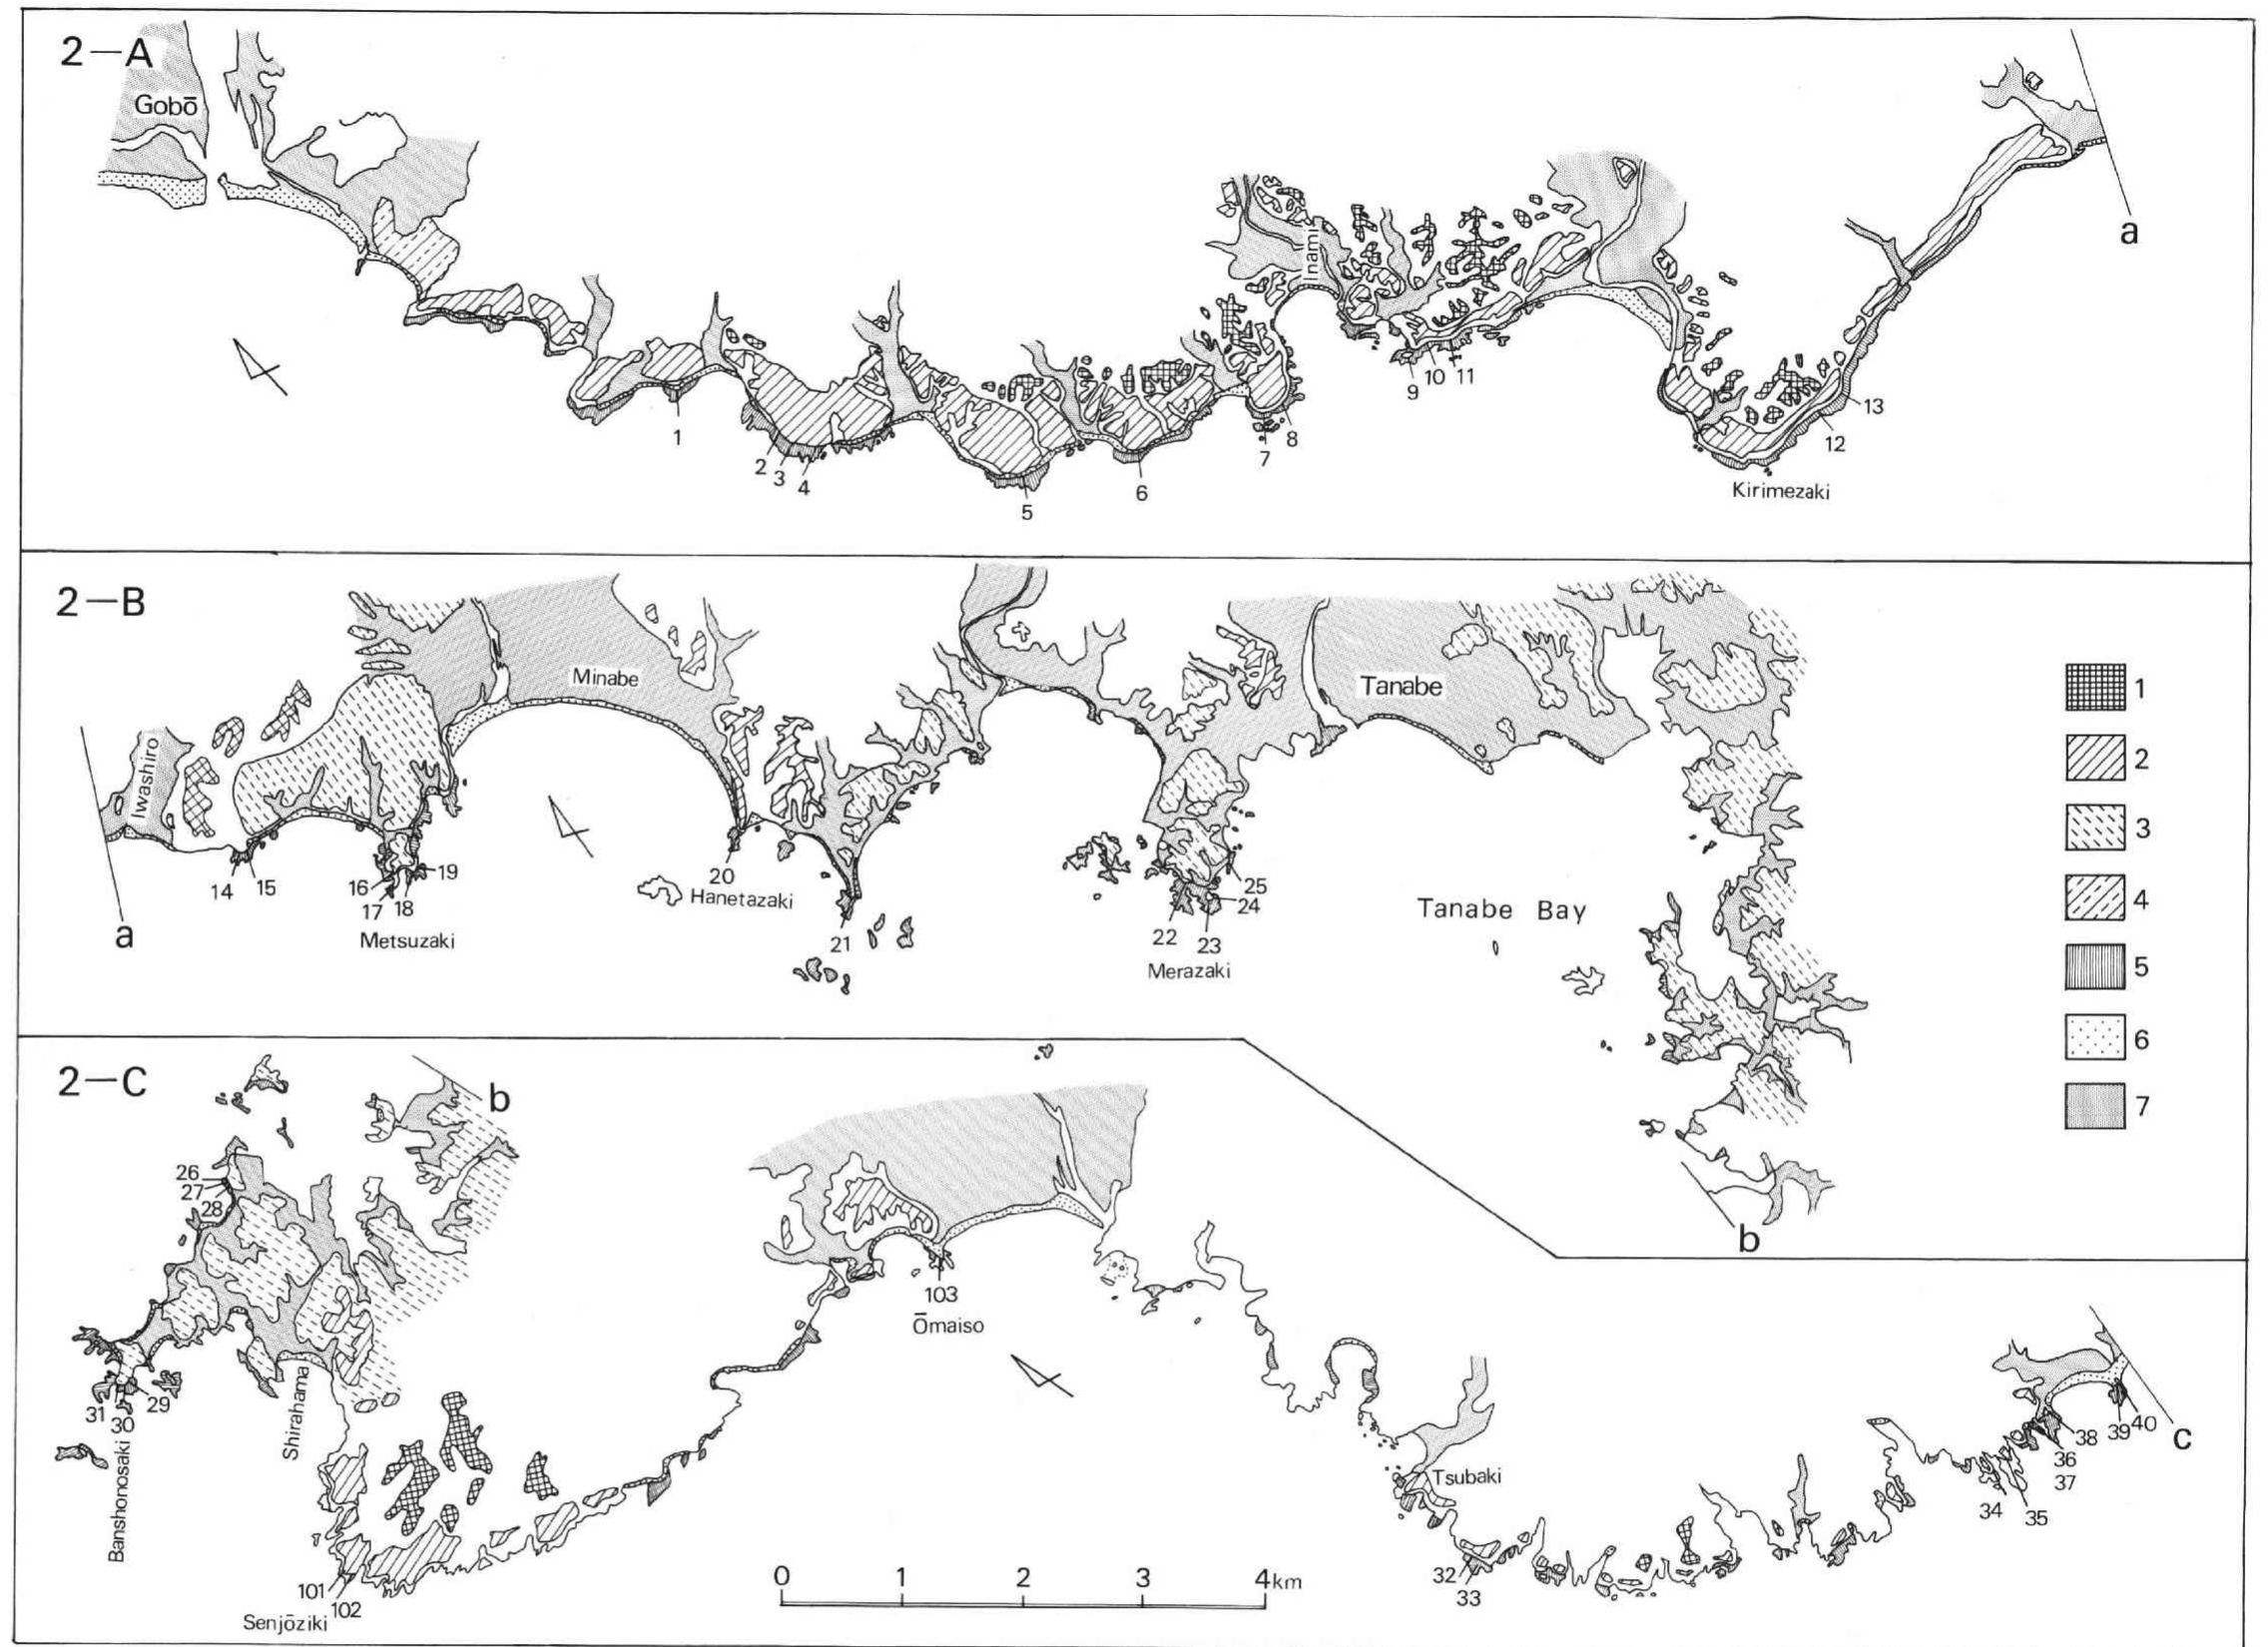 2—A
Gobō
Inami
a
1
2
3
4
5
6
7
8
9
10
11
12
13
Kirimezaki
2—B
Iwashiro
Minabe
Tanabe
14
15
16
17
18
19
20
21
22
23
24
25
a
Metsuzaki
Hanetazaki
Merazaki
Tanabe Bay
b
1
2
3
4
5
6
7
2—C
b
26
27
28
29
30
31
Banshonosaki
Shirahama
101
102
Senjōziki
103
Ōmaiso
Tsubaki
32
33
34
35
36
37
38
39
40
c
0 1 2 3 4km